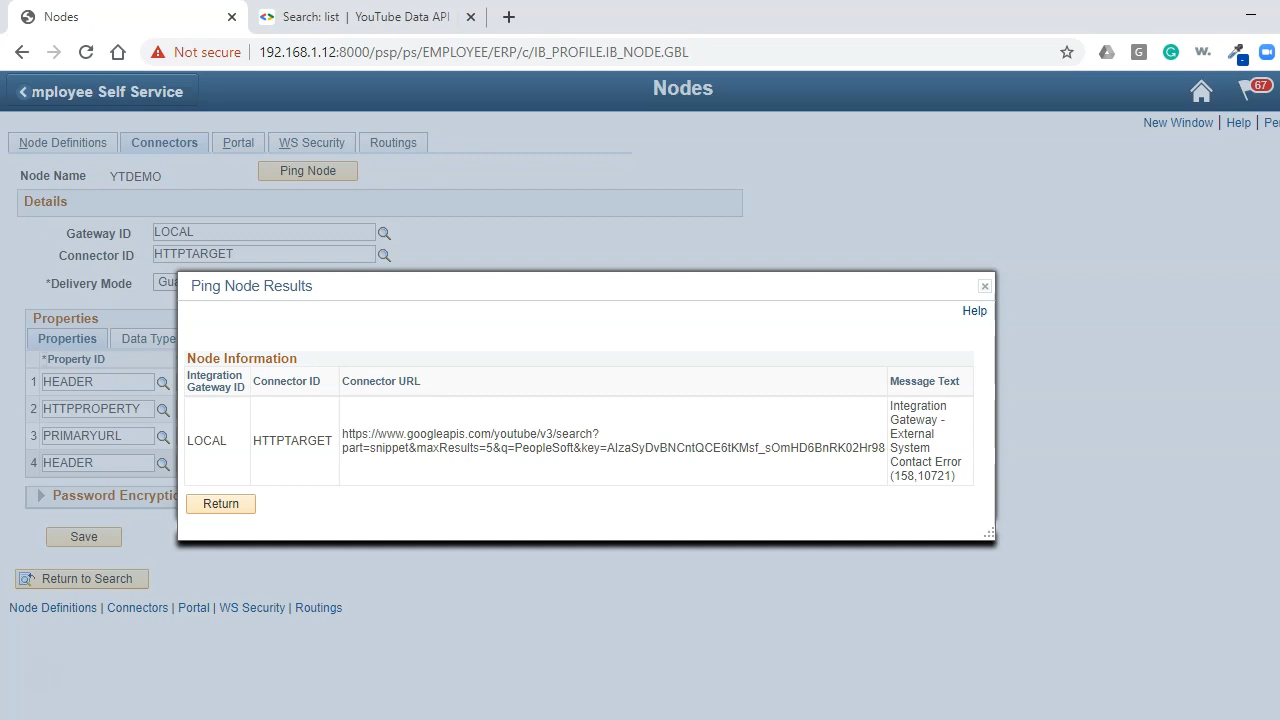 Nodes
Search: list | YouTube Data API
Not secure
192.168.1.12:8000/psp/ps/EMPLOYEE/ERP/c/IB_PROFILE.IB_NODE.GBL
mployee Self Service
Nodes
67
New Window | Help | Per
Node Definitions
Connectors
Portal
WS Security
Routings
Node Name YTDEMO
Ping Node
Details
Gateway ID LOCAL
Connector ID HTTPTARGET
*Delivery Mode Gua
Ping Node Results
Help
Properties
Properties
Data Type
*Property ID
1 HEADER
2 HTTPPROPERTY
3 PRIMARYURL
4 HEADER
Password Encryptio
Node Information
Integration Gateway ID
Connector ID
Connector URL
Message Text
LOCAL
HTTPTARGET
https://www.googleapis.com/youtube/v3/search?
part=snippet&maxResults=5&q=PeopleSoft&key=AIzaSyDvBNCntQCE6tKMsf_sOmHD6BnRK02Hr98
Integration
Gateway -
External
System
Contact Error
(158,10721)
Return
Save
Return to Search
Node Definitions | Connectors | Portal | WS Security | Routings